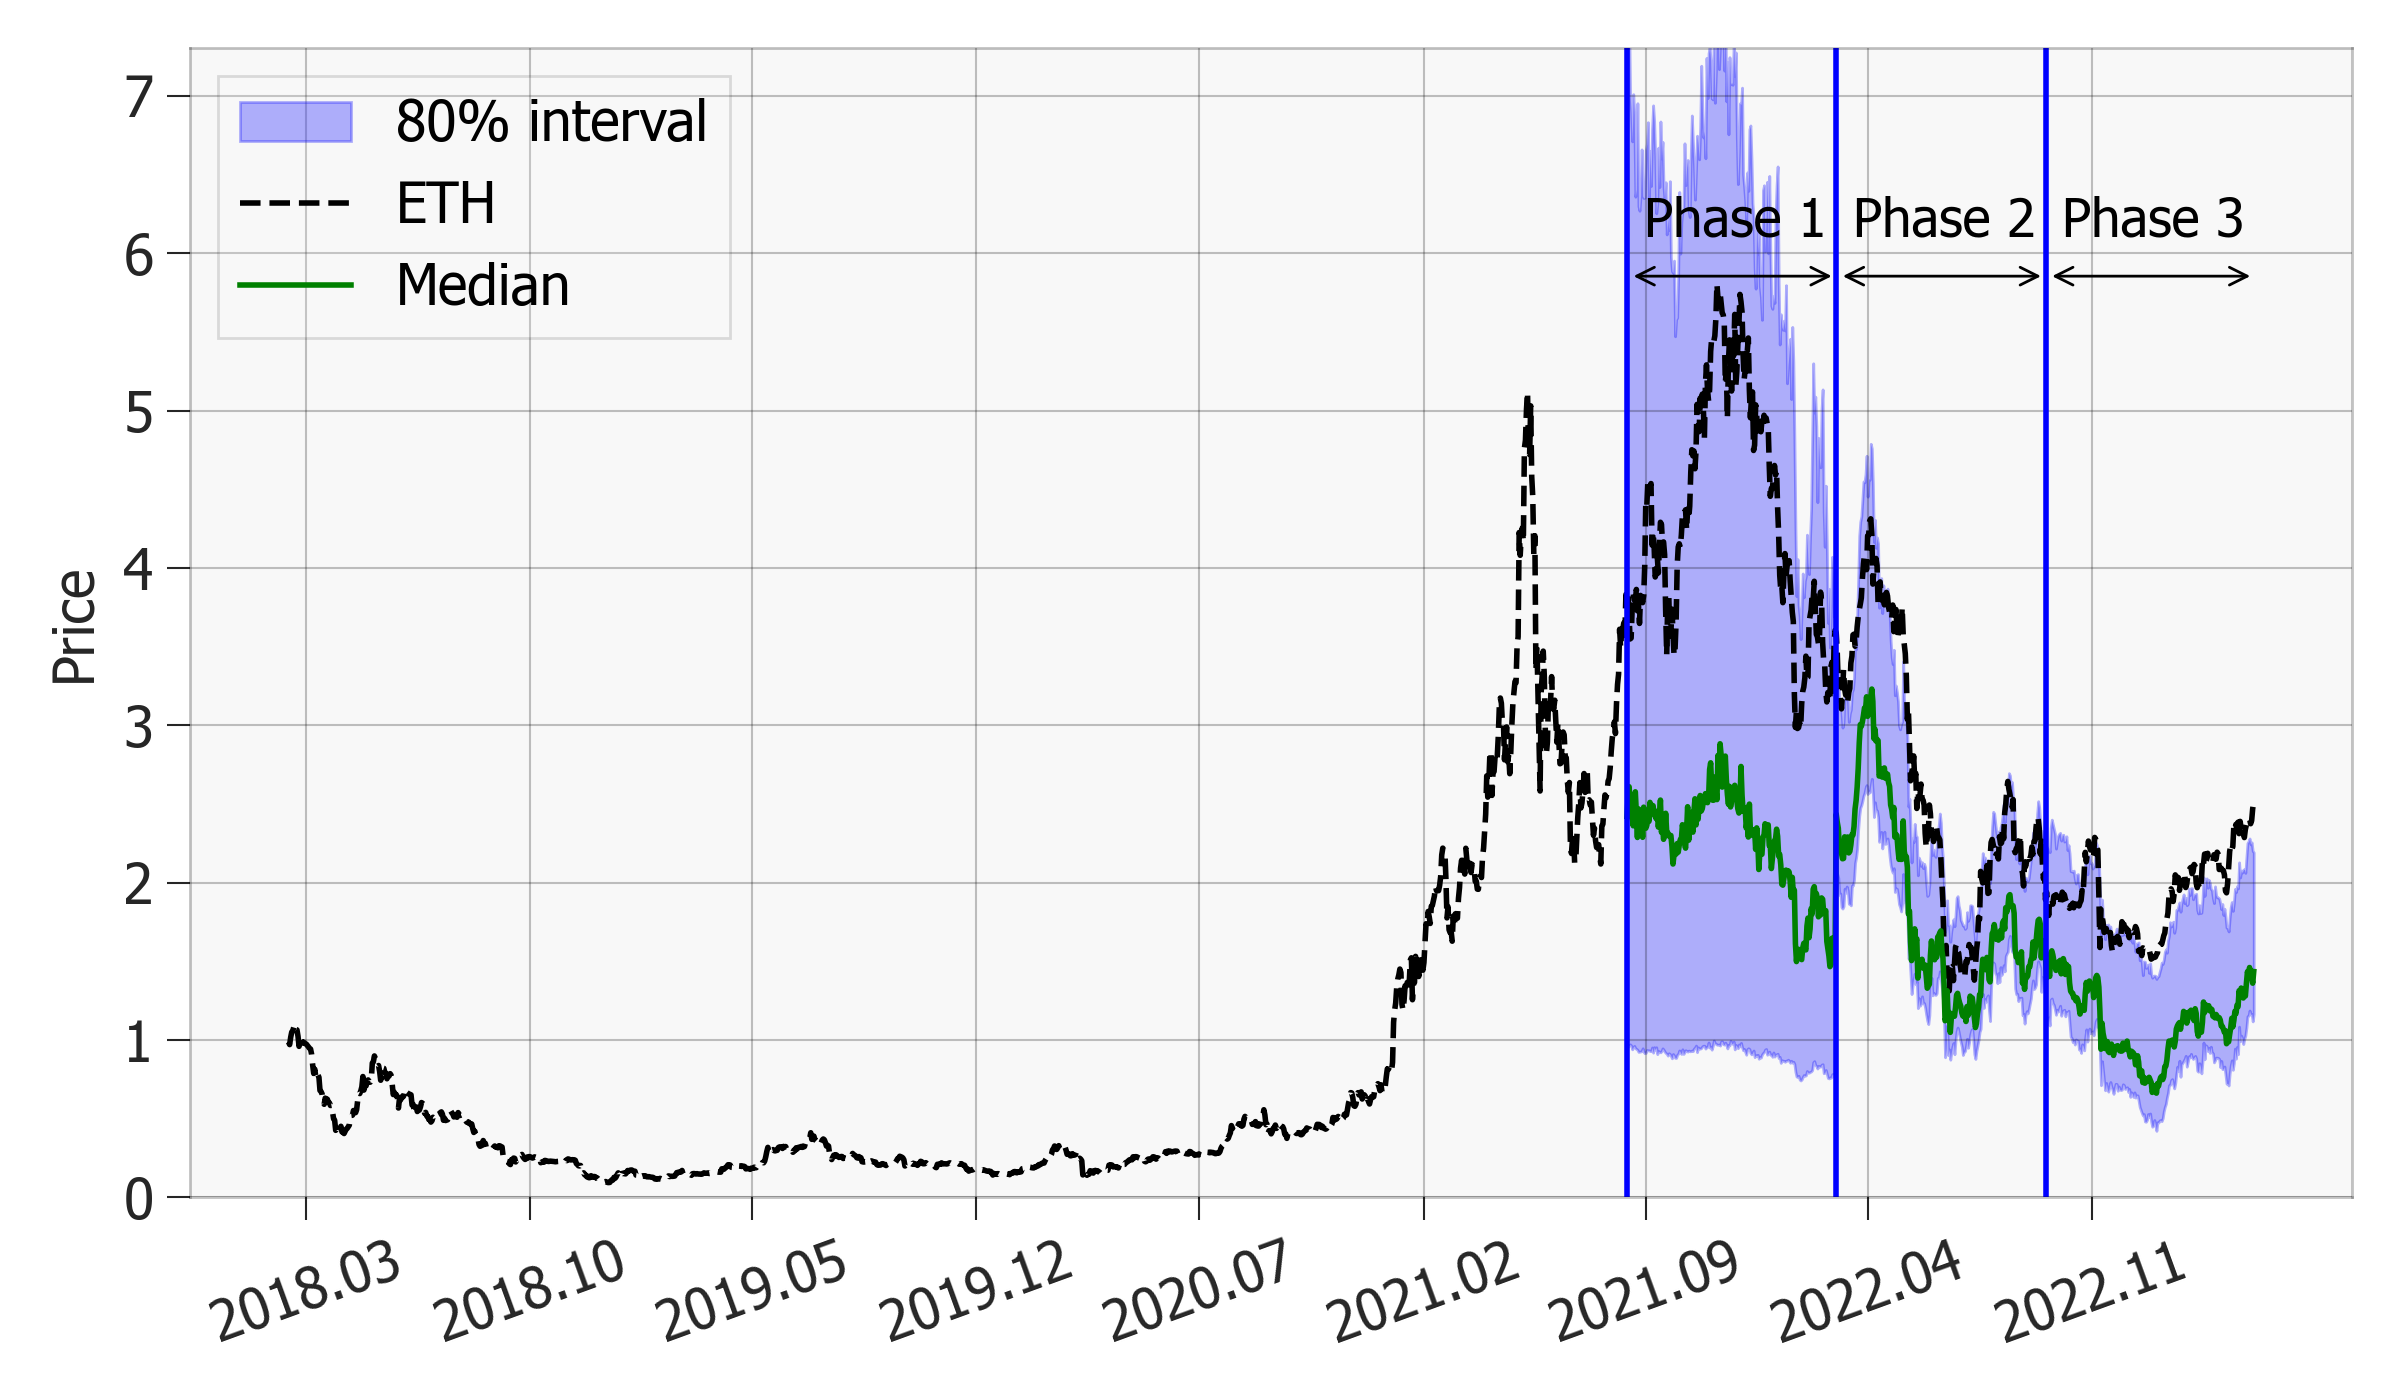 80% interval
ETH
Median
Phase 1
Phase 2
Phase 3
Price
7
6
5
4
3
2
1
0
2018.03
2018.10
2019.05
2019.12
2020.07
2021.02
2021.09
2022.04
2022.11